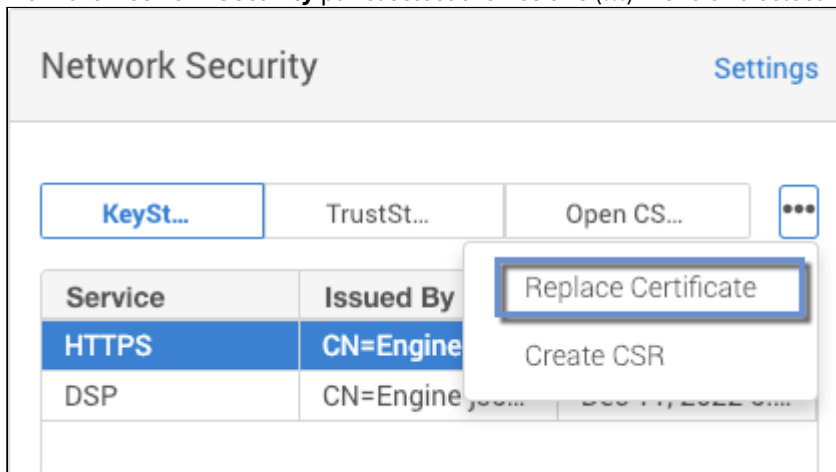 Network Security Settings
KeySt... TrustSt... Open CS... •••
Replace Certificate
Service Issued By
HTTPS CN=Engine
Create CSR
DSP CN=Engine